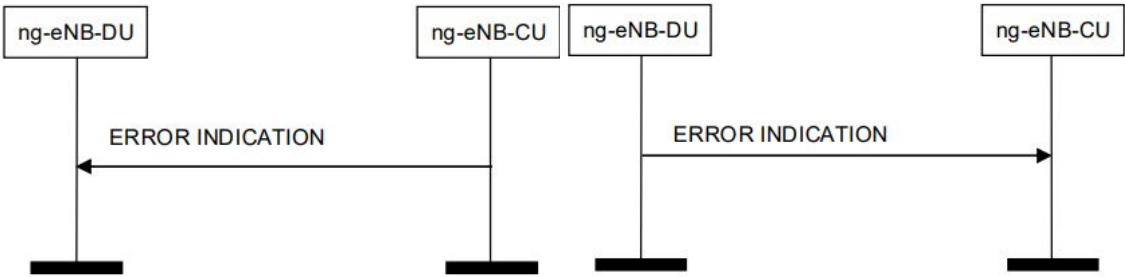 ng-eNB-DU
ng-eNB-CU
ERROR INDICATION
ng-eNB-DU
ng-eNB-CU
ERROR INDICATION